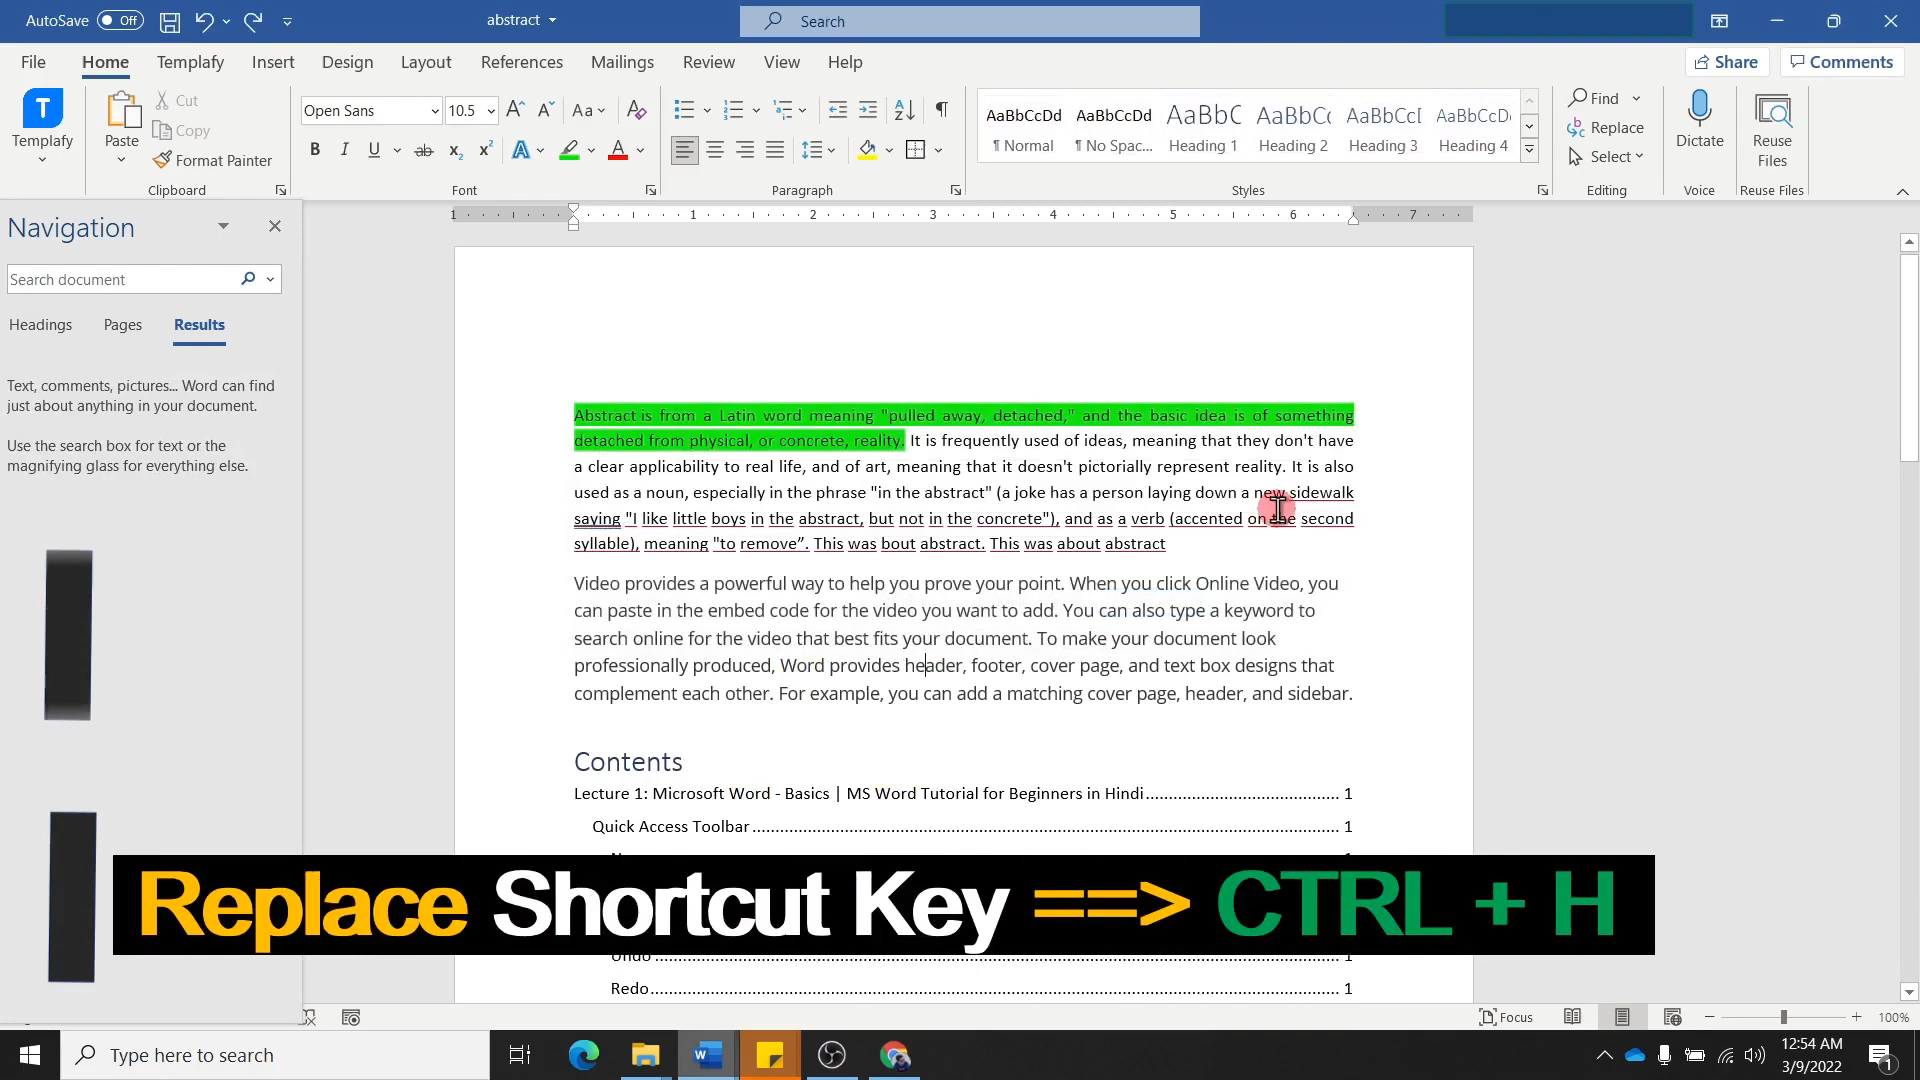 AutoSave Off abstract Search
File Home Templafy Insert Design Layout References Mailings Review View Help Share Comments
Templafy
Paste
Cut
Copy
Format Painter
Clipboard
Open Sans 10.5 Aa
B I U ab x₂ x² A A
Font
Paragraph
AaBbCcDd AaBbCcDd AaBbC AaBbCc AaBbCcD AaBbCcD
¶ Normal ¶ No Spac... Heading 1 Heading 2 Heading 3 Heading 4
Styles
Find
Replace
Select
Editing
Dictate
Voice
Reuse
Files
Reuse Files
Navigation
Search document
Headings Pages Results
Text, comments, pictures... Word can find
just about anything in your document.
Use the search box for text or the
magnifying glass for everything else.
1 1 2 3 4 5 6 7
Abstract is from a Latin word meaning "pulled away, detached," and the basic idea is of something
detached from physical, or concrete, reality. It is frequently used of ideas, meaning that they don't have
a clear applicability to real life, and of art, meaning that it doesn't pictorially represent reality. It is also
used as a noun, especially in the phrase "in the abstract" (a joke has a person laying down a new sidewalk
saying "I like little boys in the abstract, but not in the concrete"), and as a verb (accented on the second
syllable), meaning "to remove”. This was bout abstract. This was about abstract
Video provides a powerful way to help you prove your point. When you click Online Video, you
can paste in the embed code for the video you want to add. You can also type a keyword to
search online for the video that best fits your document. To make your document look
professionally produced, Word provides header, footer, cover page, and text box designs that
complement each other. For example, you can add a matching cover page, header, and sidebar.
Contents
Lecture 1: Microsoft Word - Basics | MS Word Tutorial for Beginners in Hindi 1
Quick Access Toolbar 1
Replace Shortcut Key ==> CTRL + H
Undo 1
Redo 1
Focus 100%
Type here to search
12:54 AM
3/9/2022
1